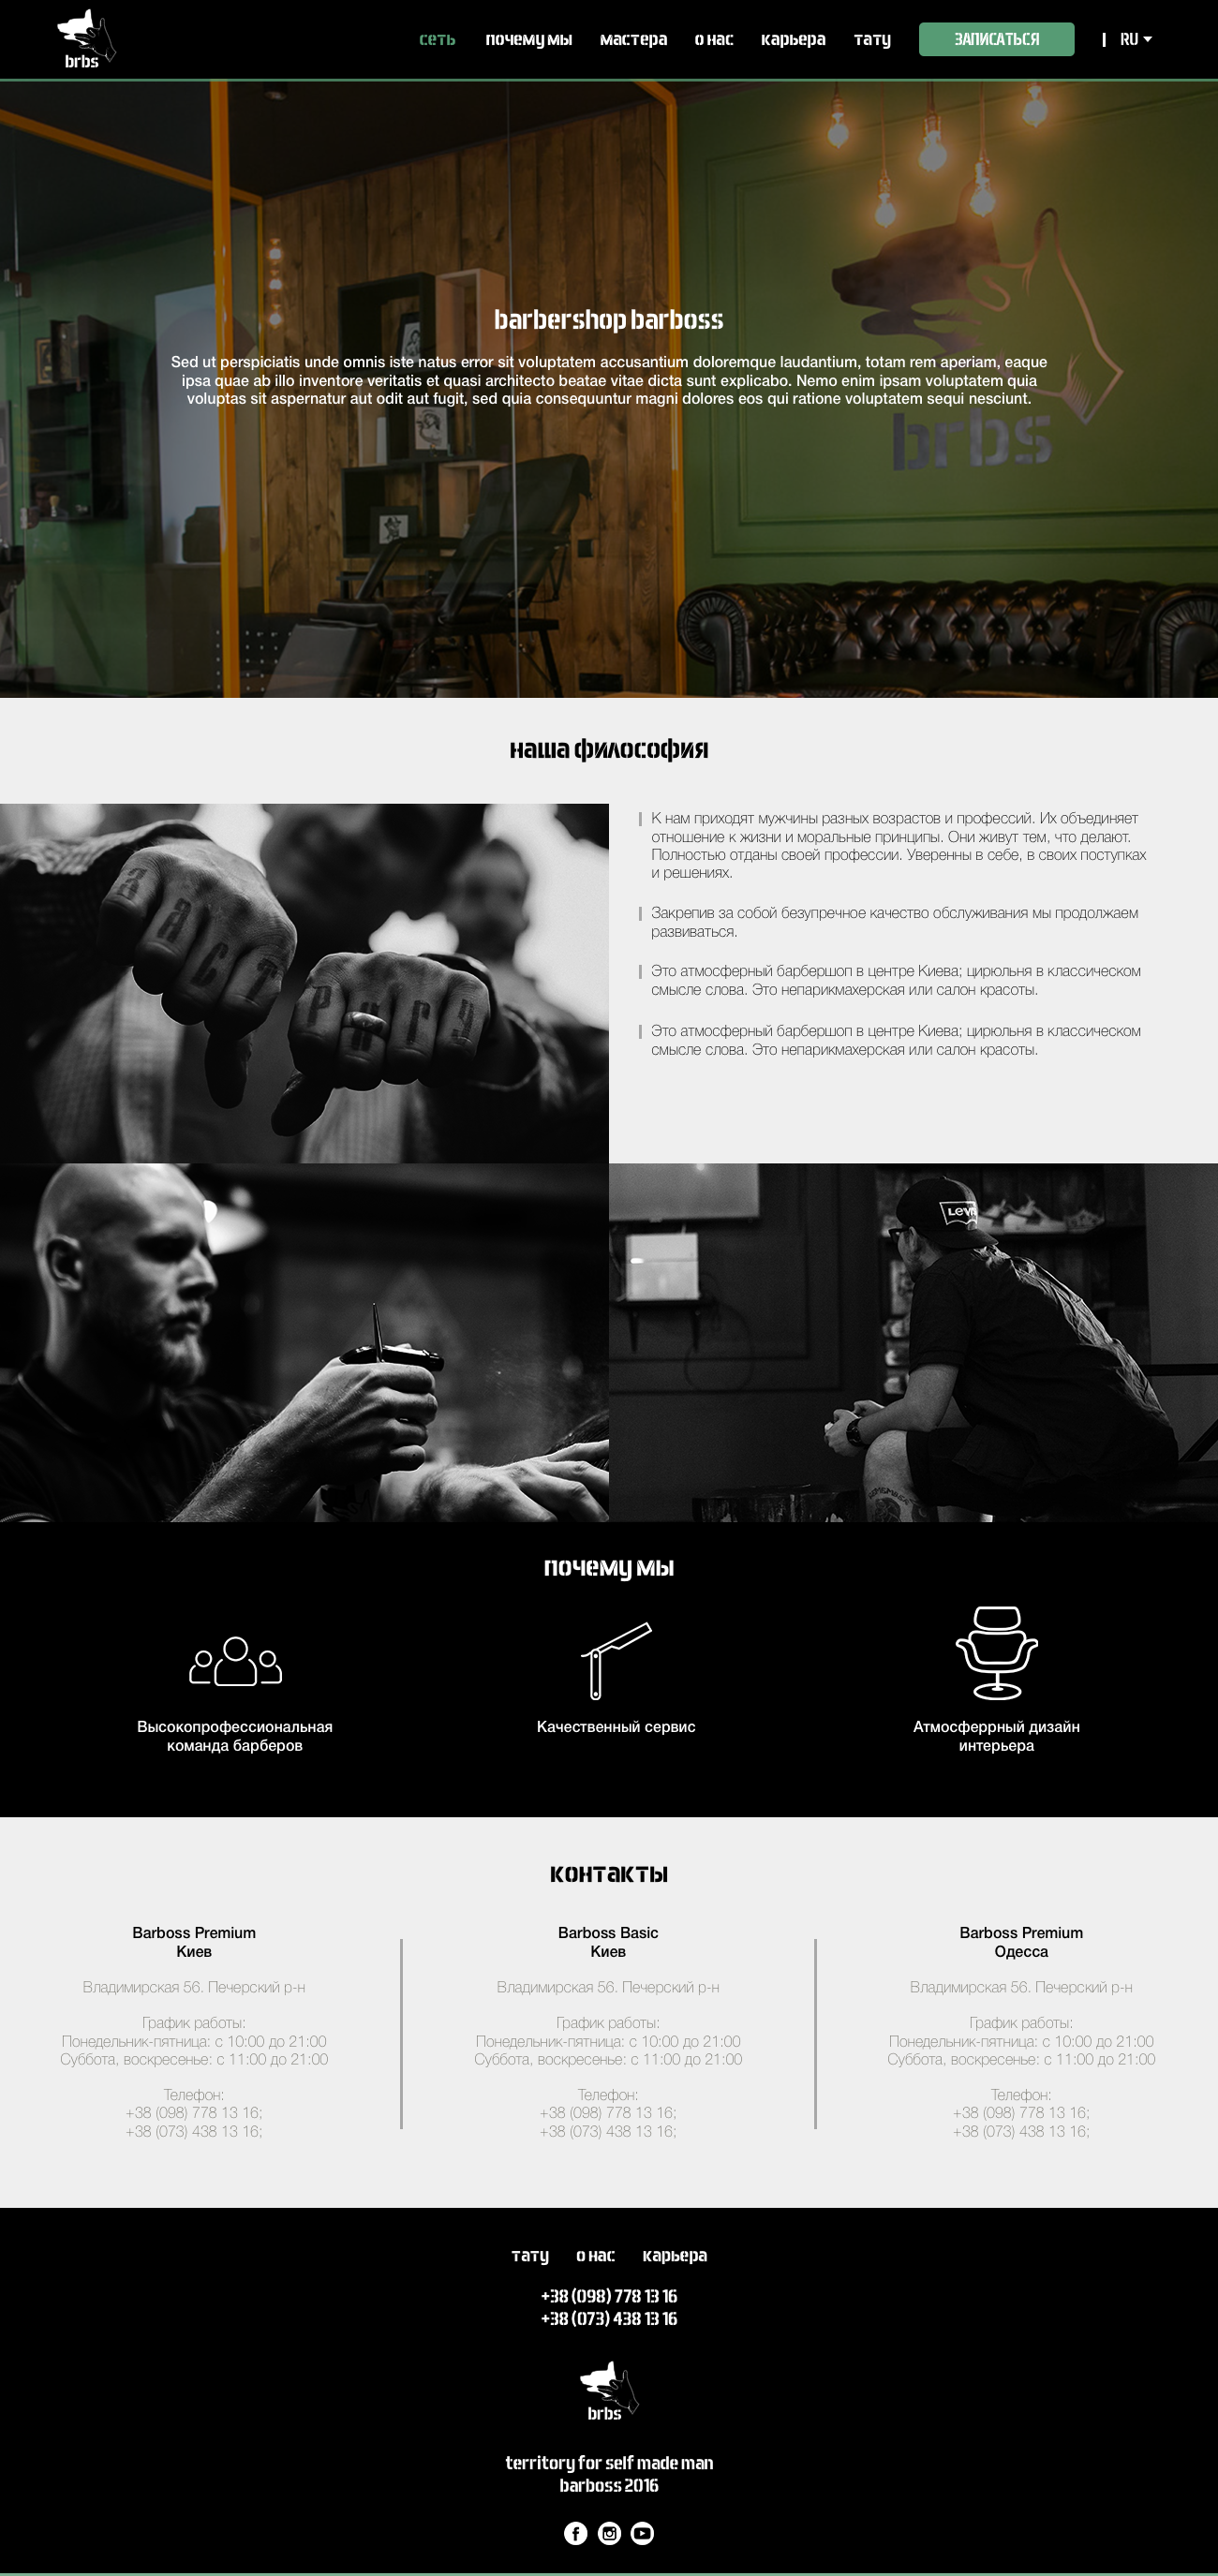 brbs
сеть почему мы мастера о нас карьера тату ЗАПИСАТЬСЯ RU
barbershop barboss
Sed ut perspiciatis unde omnis iste natus error sit voluptatem accusantium doloremque laudantium, totam rem aperiam, eaque
ipsa quae ab illo inventore veritatis et quasi architecto beatae vitae dicta sunt explicabo. Nemo enim ipsam voluptatem quia
voluptas sit aspernatur aut odit aut fugit, sed quia consequuntur magni dolores eos qui ratione voluptatem sequi nesciunt.
brbs
наша философия
К нам приходят мужчины разных возрастов и профессий. Их объединяет
отношение к жизни и моральные принципы. Они живут тем, что делают.
Полностью отданы своей профессии. Уверенны в себе, в своих поступках
и решениях.
Закрепив за собой безупречное качество обслуживания мы продолжаем
развиваться.
Это атмосферный барбершоп в центре Киева; цирюльня в классическом
смысле слова. Это непарикмахерская или салон красоты.
Это атмосферный барбершоп в центре Киева; цирюльня в классическом
смысле слова. Это непарикмахерская или салон красоты.
Levi's
почему мы
Высокопрофессиональная
команда барберов
Качественный сервис
Атмосферрный дизайн
интерьера
контакты
Barboss Premium
Киев
Владимирская 56. Печерский р-н
График работы:
Понедельник-пятница: с 10:00 до 21:00
Суббота, воскресенье: с 11:00 до 21:00
Телефон:
+38 (098) 778 13 16;
+38 (073) 438 13 16;
Barboss Basic
Киев
Владимирская 56. Печерский р-н
График работы:
Понедельник-пятница: с 10:00 до 21:00
Суббота, воскресенье: с 11:00 до 21:00
Телефон:
+38 (098) 778 13 16;
+38 (073) 438 13 16;
Barboss Premium
Одесса
Владимирская 56. Печерский р-н
График работы:
Понедельник-пятница: с 10:00 до 21:00
Суббота, воскресенье: с 11:00 до 21:00
Телефон:
+38 (098) 778 13 16;
+38 (073) 438 13 16;
тату о нас карьера
+38 (098) 778 13 16
+38 (073) 438 13 16
brbs
territory for self made man
barboss 2016